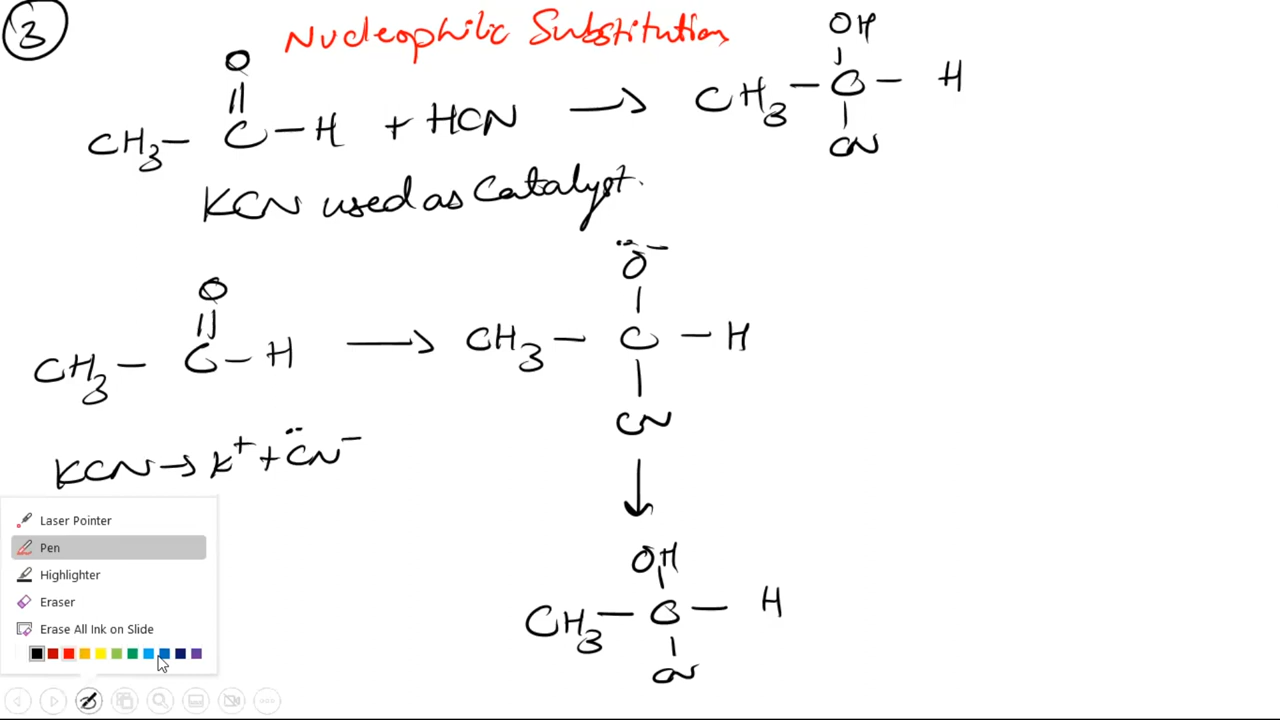 3
Nucleophilic Substitution
O
||
CH3 – C – H + HCN → CH3 – C – H
OH
CN
KCN used as Catalyst.
O
||
CH3 – C – H → CH3 – C – H
Ö–
CN
KCN → K+ + C̈N–
OH
CH3 – C – H
CN
Laser Pointer
Pen
Highlighter
Eraser
Erase All Ink on Slide